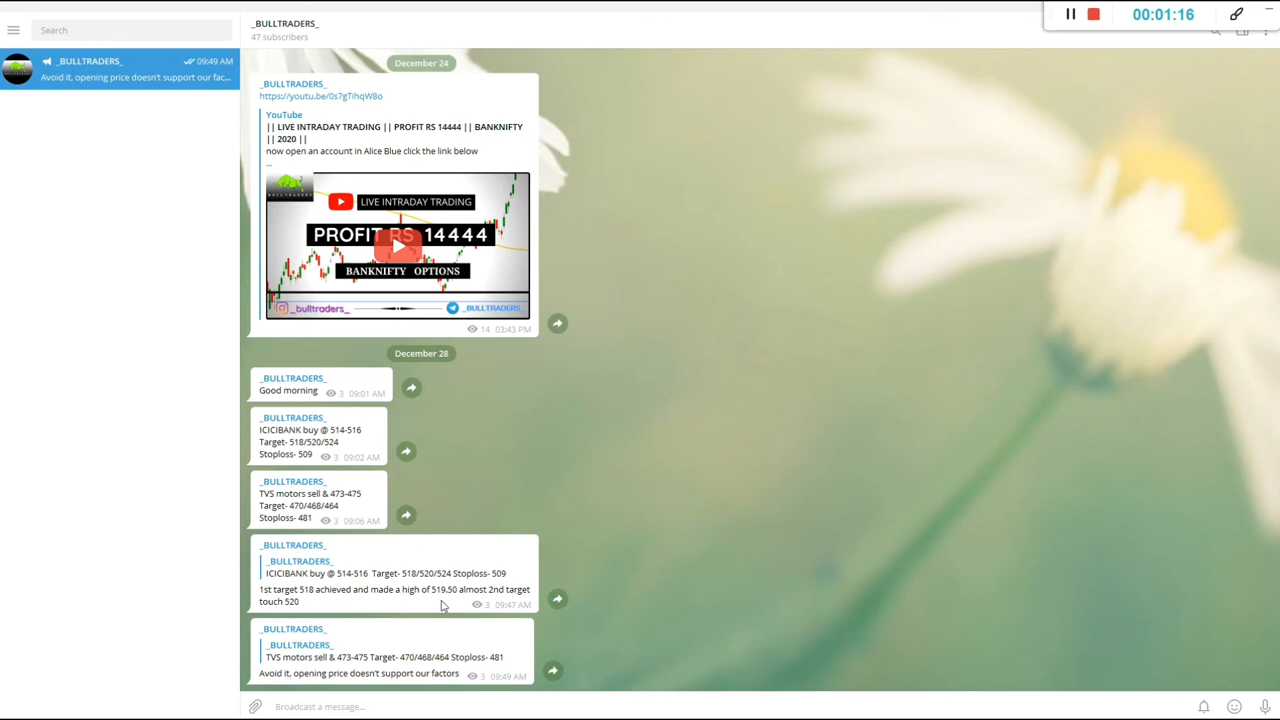 00:01:16
Search
_BULLTRADERS_
47 subscribers
_BULLTRADERS_ 09:49 AM
Avoid it, opening price doesn't support our fac...
December 24
_BULLTRADERS_
https://youtu.be/0s7gTihqW8o
YouTube
|| LIVE INTRADAY TRADING || PROFIT RS 14444 || BANKNIFTY
|| 2020 ||
now open an account in Alice Blue click the link below
...
BULLTRADERS
LIVE INTRADAY TRADING
PROFIT RS 14444
BANKNIFTY OPTIONS
_bulltraders_ _BULLTRADERS_
14 03:43 PM
December 28
_BULLTRADERS_
Good morning 3 09:01 AM
_BULLTRADERS_
ICICIBANK buy @ 514-516
Target- 518/520/524
Stoploss- 509 3 09:02 AM
_BULLTRADERS_
TVS motors sell & 473-475
Target- 470/468/464
Stoploss- 481 3 09:06 AM
_BULLTRADERS_
_BULLTRADERS_
ICICIBANK buy @ 514-516 Target- 518/520/524 Stoploss- 509
1st target 518 achieved and made a high of 519.50 almost 2nd target
touch 520 3 09:47 AM
_BULLTRADERS_
_BULLTRADERS_
TVS motors sell & 473-475 Target- 470/468/464 Stoploss- 481
Avoid it, opening price doesn't support our factors 3 09:49 AM
Broadcast a message...